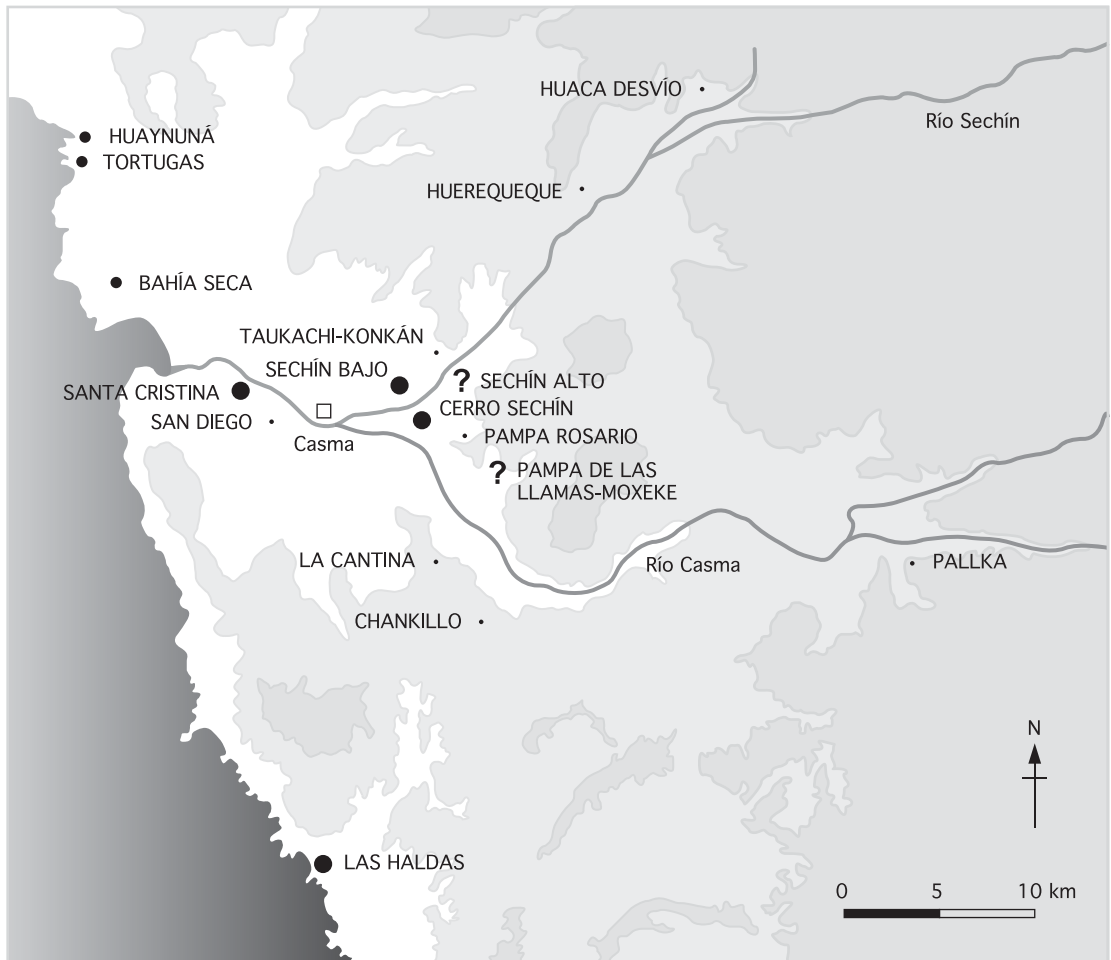 HUACA DESVÍO
Río Sechín
HUAYNUNÁ
TORTUGAS
HUEREQUEQUE
BAHÍA SECA
TAUKACHI-KONKÁN
SECHÍN BAJO
? SECHÍN ALTO
SANTA CRISTINA
CERRO SECHÍN
SAN DIEGO
Casma
PAMPA ROSARIO
? PAMPA DE LAS
LLAMAS-MOXEKE
LA CANTINA
Río Casma
PALLKA
CHANKILLO
N
LAS HALDAS
0 5 10 km